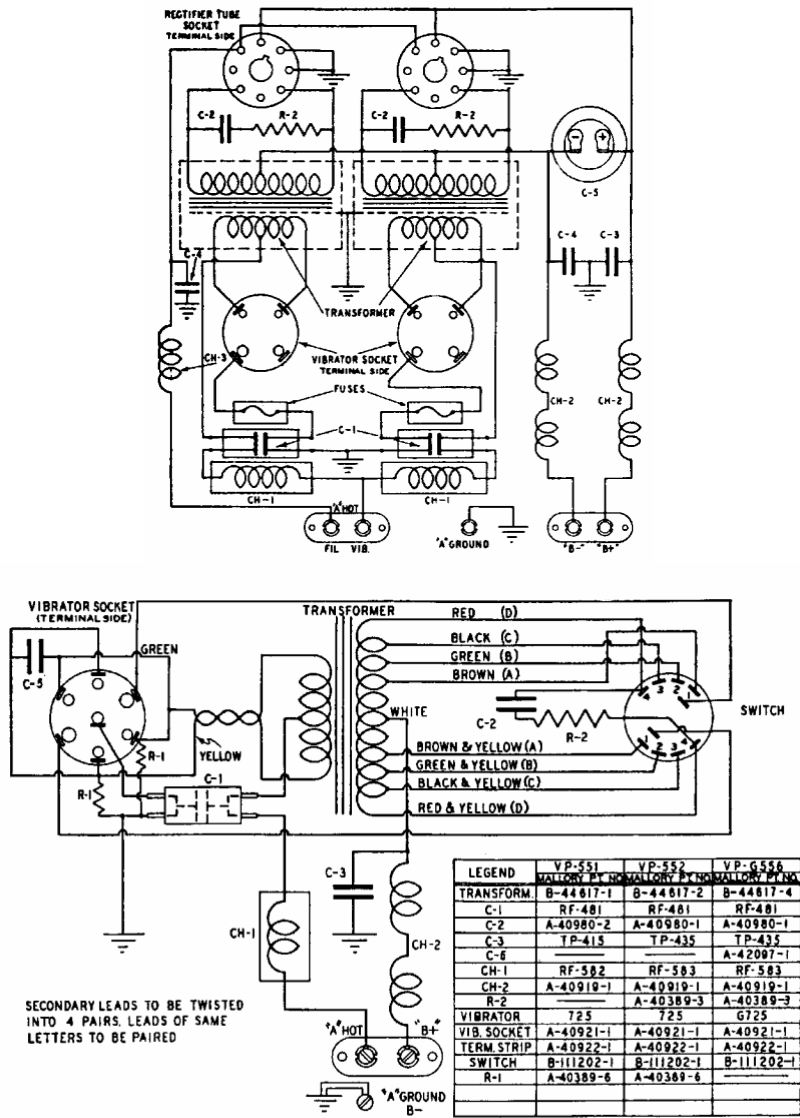 RECTIFIER TUBE
SOCKET
TERMINAL SIDE
C-2
R-2
C-2
R-2
- +
C-5
C-4
C-3
C-4
TRANSFORMER
CH-3
VIBRATOR SOCKET
TERMINAL SIDE
FUSES
CH-2
CH-2
C-1
CH-1
CH-1
"A" HOT
FIL VIB.
"A" GROUND
"B-" "B+"
VIBRATOR SOCKET
(TERMINAL SIDE)
TRANSFORMER
RED (D)
BLACK (C)
GREEN (B)
BROWN (A)
GREEN
C-5
4 3 2 1
WHITE
C-2
R-2
SWITCH
YELLOW
R-1
BROWN & YELLOW (A)
GREEN & YELLOW (B)
BLACK & YELLOW (C)
RED & YELLOW (D)
1 2 3 4
C-1
R-1
C-3
CH-1
CH-2
SECONDARY LEADS TO BE TWISTED
INTO 4 PAIRS. LEADS OF SAME
LETTERS TO BE PAIRED
"A" HOT "B+"
"A" GROUND
B-
LEGEND VP-551 VP-552 VP-G556
MALLORY PT. NO. MALLORY PT. NO. MALLORY PT. NO.
TRANSFORM. B-44617-1 B-44617-2 B-44617-4
C-1 RF-481 RF-481 RF-481
C-2 A-40980-2 A-40980-1 A-40980-1
C-3 TP-415 TP-435 TP-435
C-6 A-42097-1
CH-1 RF-582 RF-583 RF-583
CH-2 A-40919-1 A-40919-1 A-40919-1
R-2 A-40389-3 A-40389-3
VIBRATOR 725 725 G725
VIB. SOCKET A-40921-1 A-40921-1 A-40921-1
TERM. STRIP A-40922-1 A-40922-1 A-40922-1
SWITCH B-111202-1 B-111202-1 B-111202-1
R-1 A-40389-6 A-40389-6